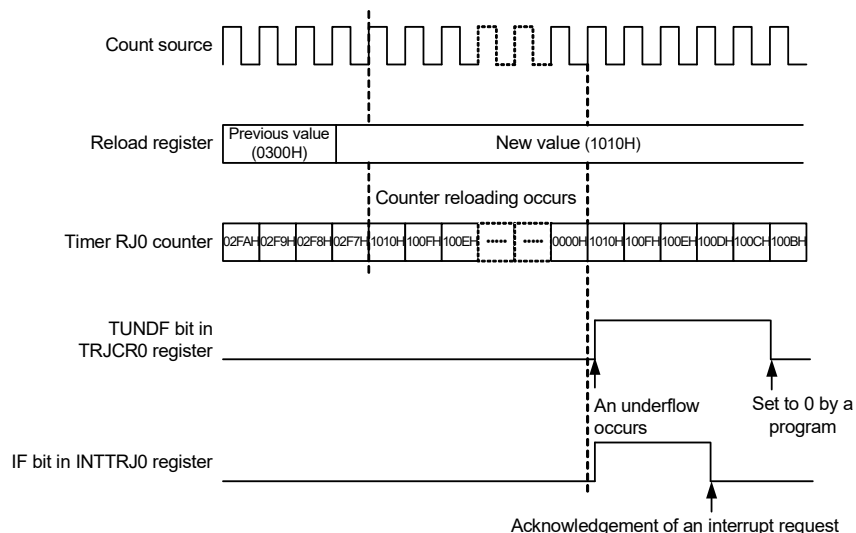 Count source
Reload register
Previous value
(0300H)
New value (1010H)
Counter reloading occurs
Timer RJ0 counter
02FAH 02F9H 02F8H 02F7H 1010H 100FH 100EH ..... ..... 0000H 1010H 100FH 100EH 100DH 100CH 100BH
TUNDF bit in
TRJCR0 register
An underflow
occurs
Set to 0 by a
program
IF bit in INTTRJ0 register
Acknowledgement of an interrupt request